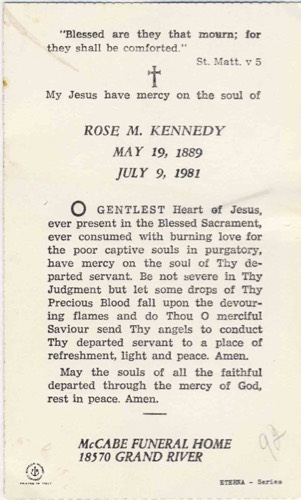 "Blessed are they that mourn; for
they shall be comforted."
St. Matt. v 5
My Jesus have mercy on the soul of
ROSE M. KENNEDY
MAY 19, 1889
JULY 9, 1981
O GENTLEST Heart of Jesus,
ever present in the Blessed Sacrament,
ever consumed with burning love for
the poor captive souls in purgatory,
have mercy on the soul of Thy de-
parted servant. Be not severe in Thy
Judgment but let some drops of Thy
Precious Blood fall upon the devour-
ing flames and do Thou O merciful
Saviour send Thy angels to conduct
Thy departed servant to a place of
refreshment, light and peace. Amen.
May the souls of all the faithful
departed through the mercy of God,
rest in peace. Amen.
McCABE FUNERAL HOME
18570 GRAND RIVER
92
PRINTED IN ITALY
ETERNA - Series